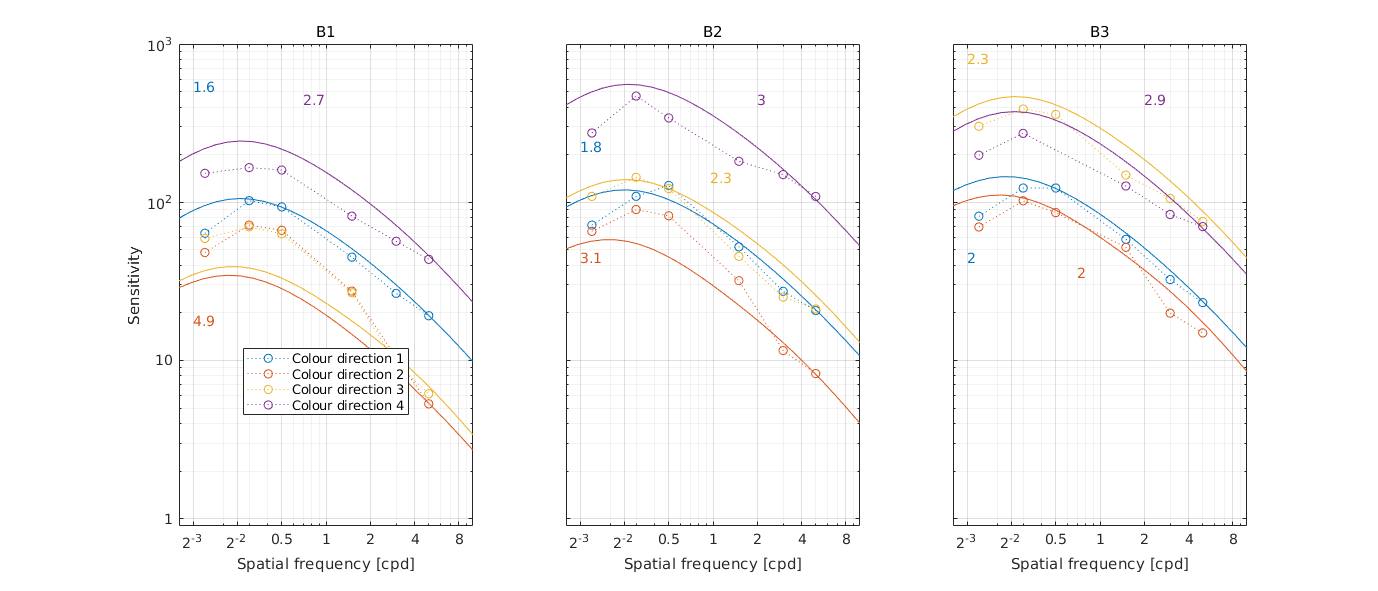 B1
B2
B3
10³
10²
10
1
Sensitivity
1.6
2.7
4.9
Colour direction 1
Colour direction 2
Colour direction 3
Colour direction 4
2⁻³ 2⁻² 0.5 1 2 4 8
Spatial frequency [cpd]
3
1.8
2.3
3.1
2⁻³ 2⁻² 0.5 1 2 4 8
Spatial frequency [cpd]
2.3
2.9
2
2
2⁻³ 2⁻² 0.5 1 2 4 8
Spatial frequency [cpd]